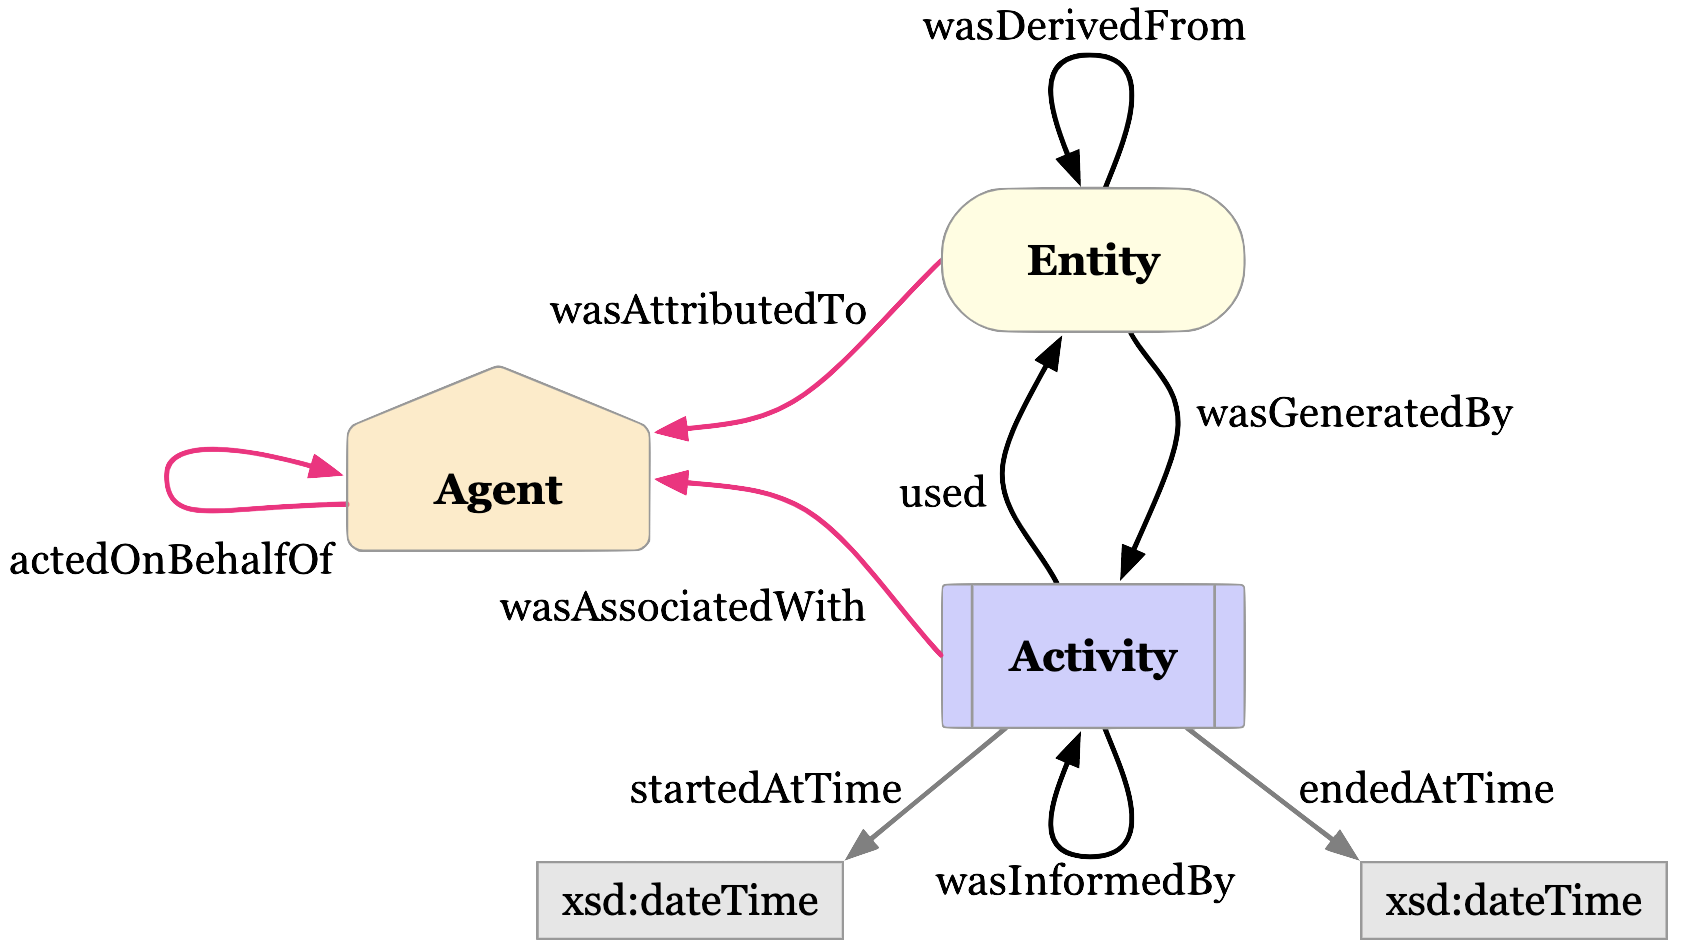 wasDerivedFrom
Entity
wasAttributedTo
wasGeneratedBy
Agent
used
actedOnBehalfOf
wasAssociatedWith
Activity
startedAtTime
endedAtTime
wasInformedBy
xsd:dateTime
xsd:dateTime